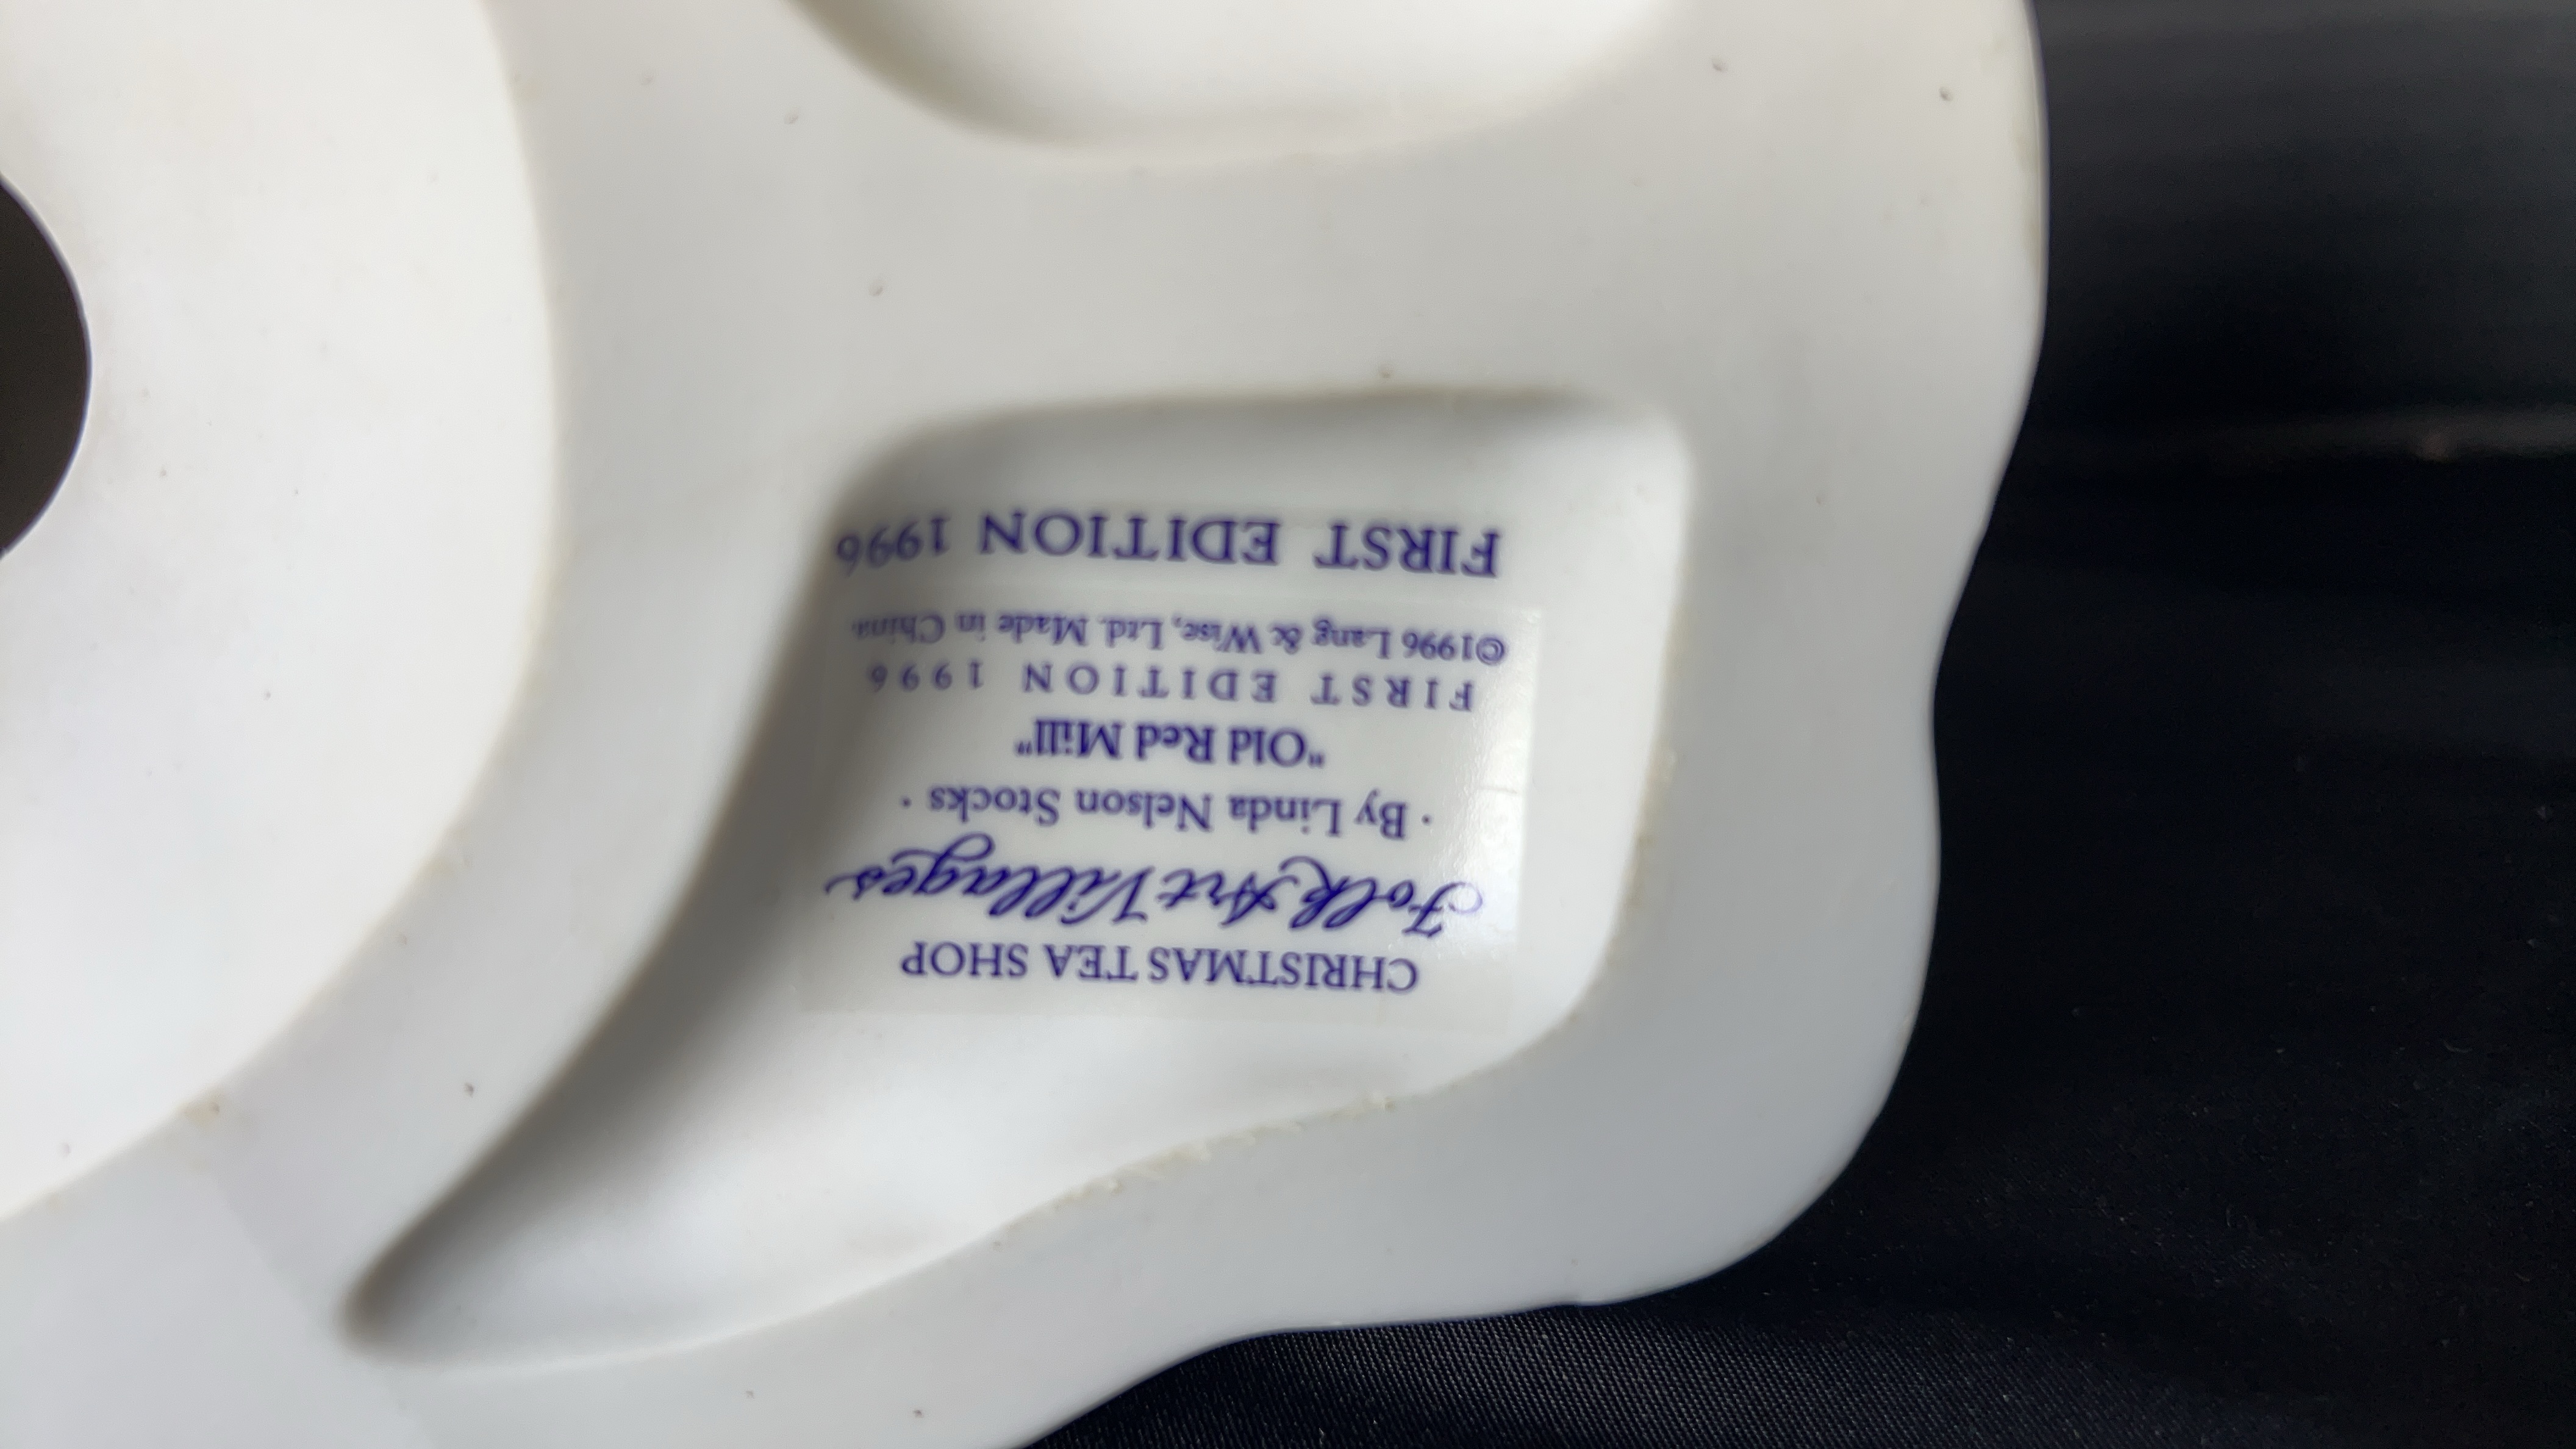 CHRISTMAS TEA SHOP
Folk Art Villages
· By Linda Nelson Stocks ·
"Old Red Mill"
FIRST EDITION 1996
©1996 Lang & Wise, Ltd. Made in China.
FIRST EDITION 1996